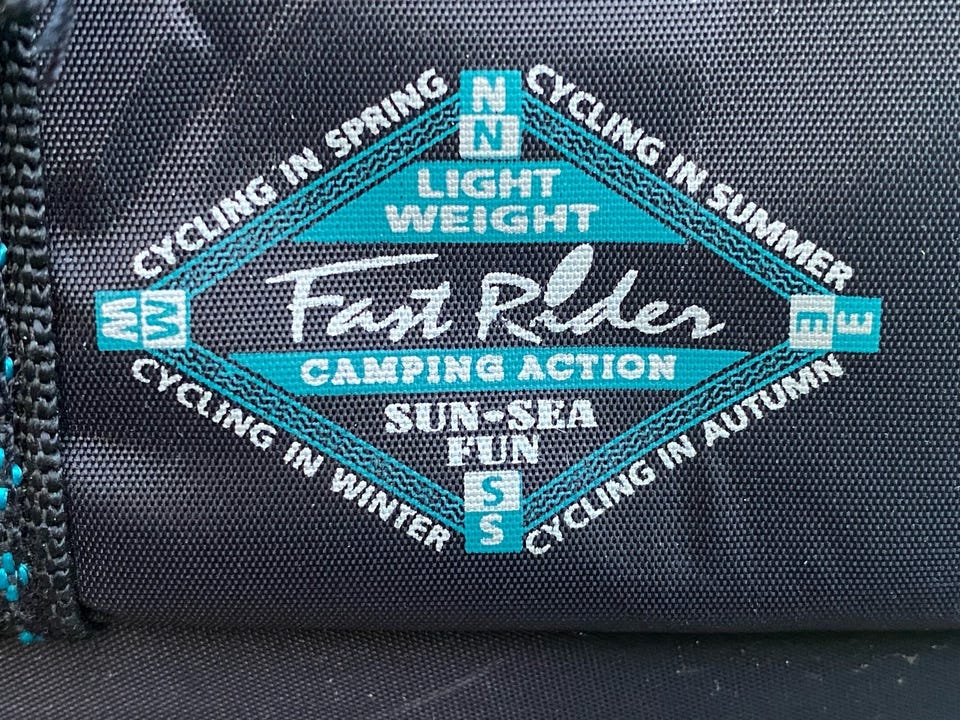 CYCLING IN SPRING
N
N
CYCLING IN SUMMER
LIGHT
WEIGHT
Fast Rider
W W
E E
CAMPING ACTION
SUN-SEA
FUN
S
S
CYCLING IN WINTER
CYCLING IN AUTUMN